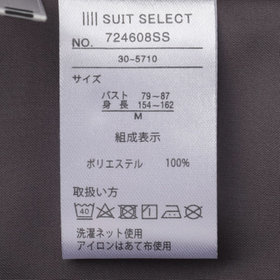 SUIT SELECT
NO. 724608SS
30-5710
サイズ
バスト 79~87
身長 154~162
M
組成表示
ポリエステル 100%
取扱い方
40
洗濯ネット使用
アイロンはあて布使用